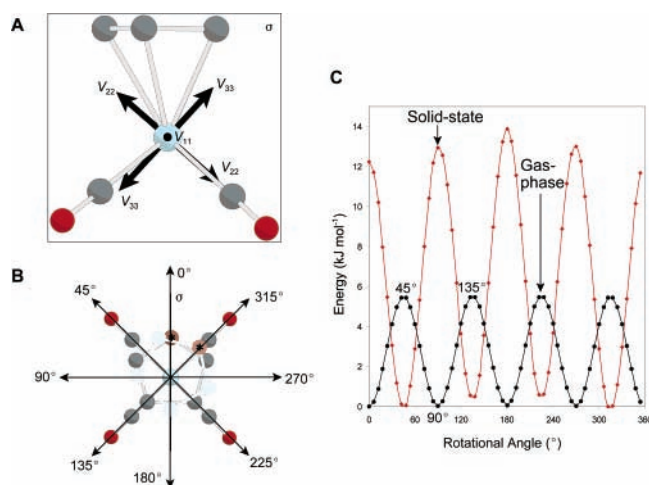 A
σ
V22
V33
V11
V22
V33
B
0°
σ
45°
315°
90°
270°
135°
225°
180°
C
Solid-state
Gas-
phase
45°
135°
90°
14
12
10
8
6
4
2
0
Energy (kJ mol⁻¹)
0 60 120 180 240 300 360
Rotational Angle (°)